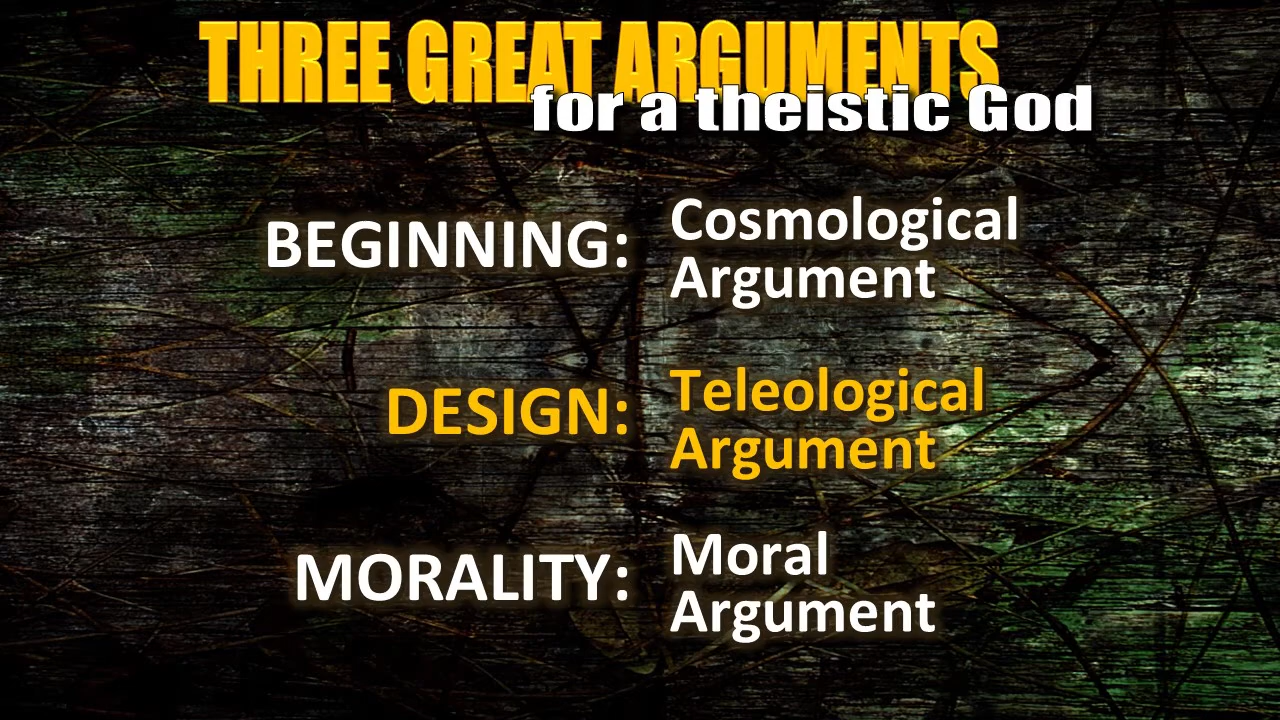 THREE GREAT ARGUMENTS
for a theistic God
BEGINNING:
Cosmological
Argument
DESIGN:
Teleological
Argument
MORALITY:
Moral
Argument